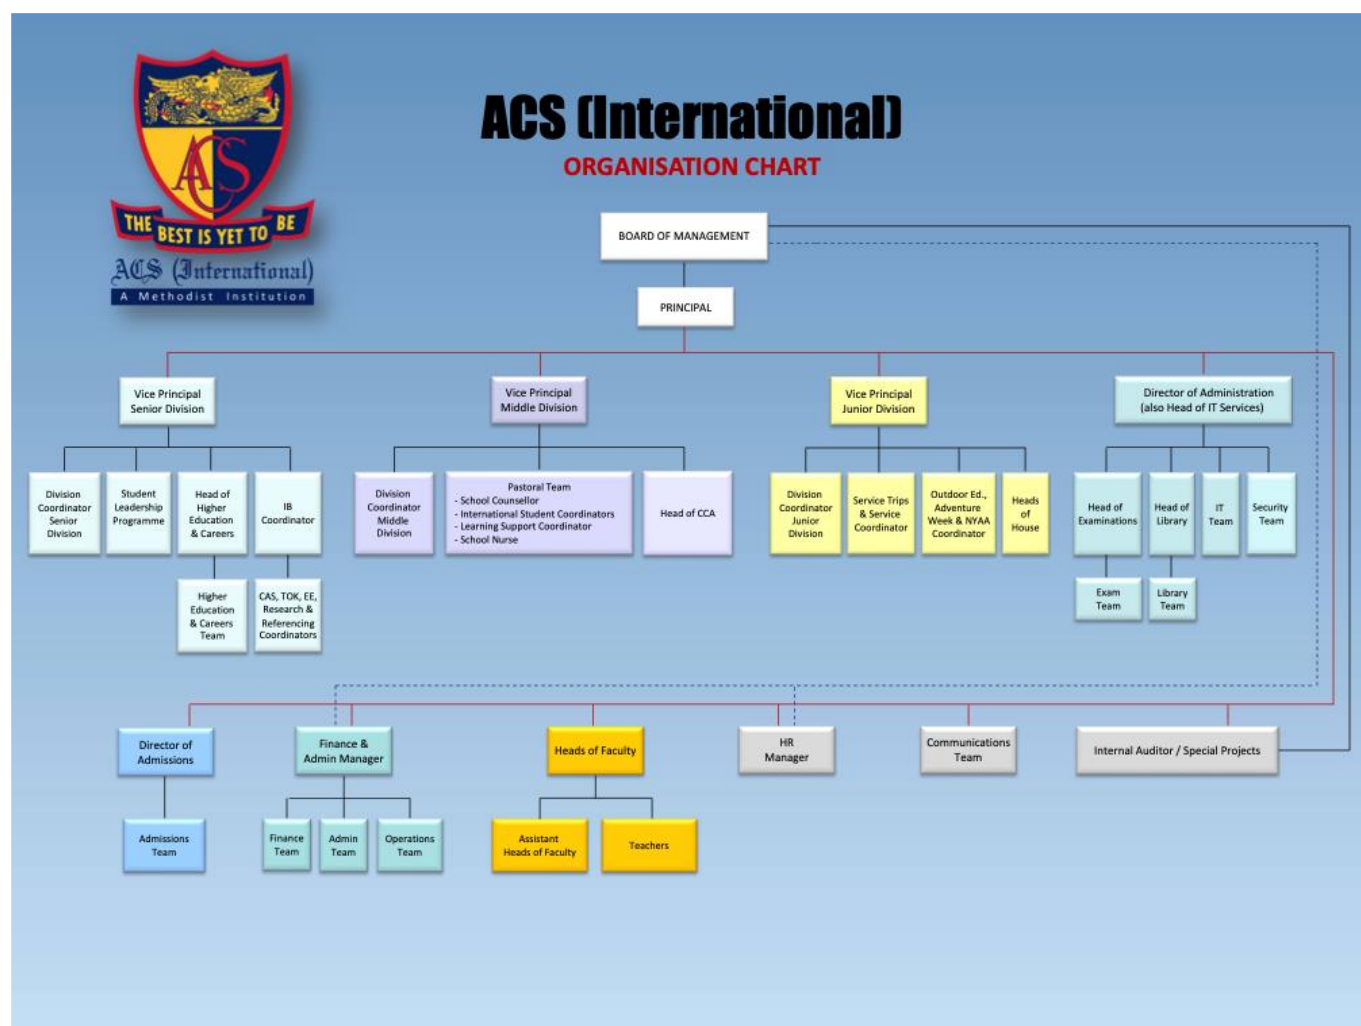 ACS
THE BEST IS YET TO BE
ACS (International)
A Methodist Institution
ACS (International)
ORGANISATION CHART
BOARD OF MANAGEMENT
PRINCIPAL
Vice Principal
Senior Division
Vice Principal
Middle Division
Vice Principal
Junior Division
Director of Administration
(also Head of IT Services)
Division
Coordinator
Senior
Division
Student
Leadership
Programme
Head of
Higher
Education
& Careers
IB
Coordinator
Division
Coordinator
Middle
Division
Pastoral Team
- School Counsellor
- International Student Coordinators
- Learning Support Coordinator
- School Nurse
Head of CCA
Division
Coordinator
Junior
Division
Service Trips
& Service
Coordinator
Outdoor Ed.,
Adventure
Week & NYAA
Coordinator
Heads
of
House
Head of
Examinations
Head of
Library
IT
Team
Security
Team
Higher
Education
& Careers
Team
CAS, TOK, EE,
Research &
Referencing
Coordinators
Exam
Team
Library
Team
Director of
Admissions
Finance &
Admin Manager
Heads of Faculty
HR
Manager
Communications
Team
Internal Auditor / Special Projects
Admissions
Team
Finance
Team
Admin
Team
Operations
Team
Assistant
Heads of Faculty
Teachers